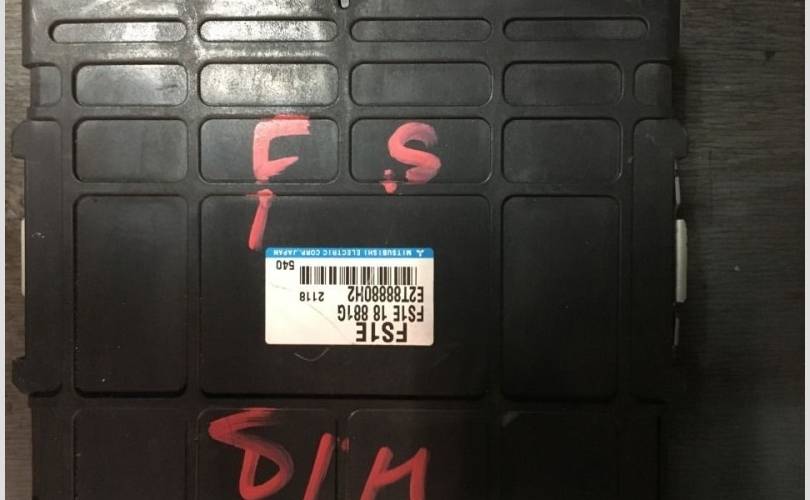 F S
FS1E
FS1E 18 881G
E2T88880H2 2118
540
MITSUBISHI ELECTRIC CORP.JAPAN